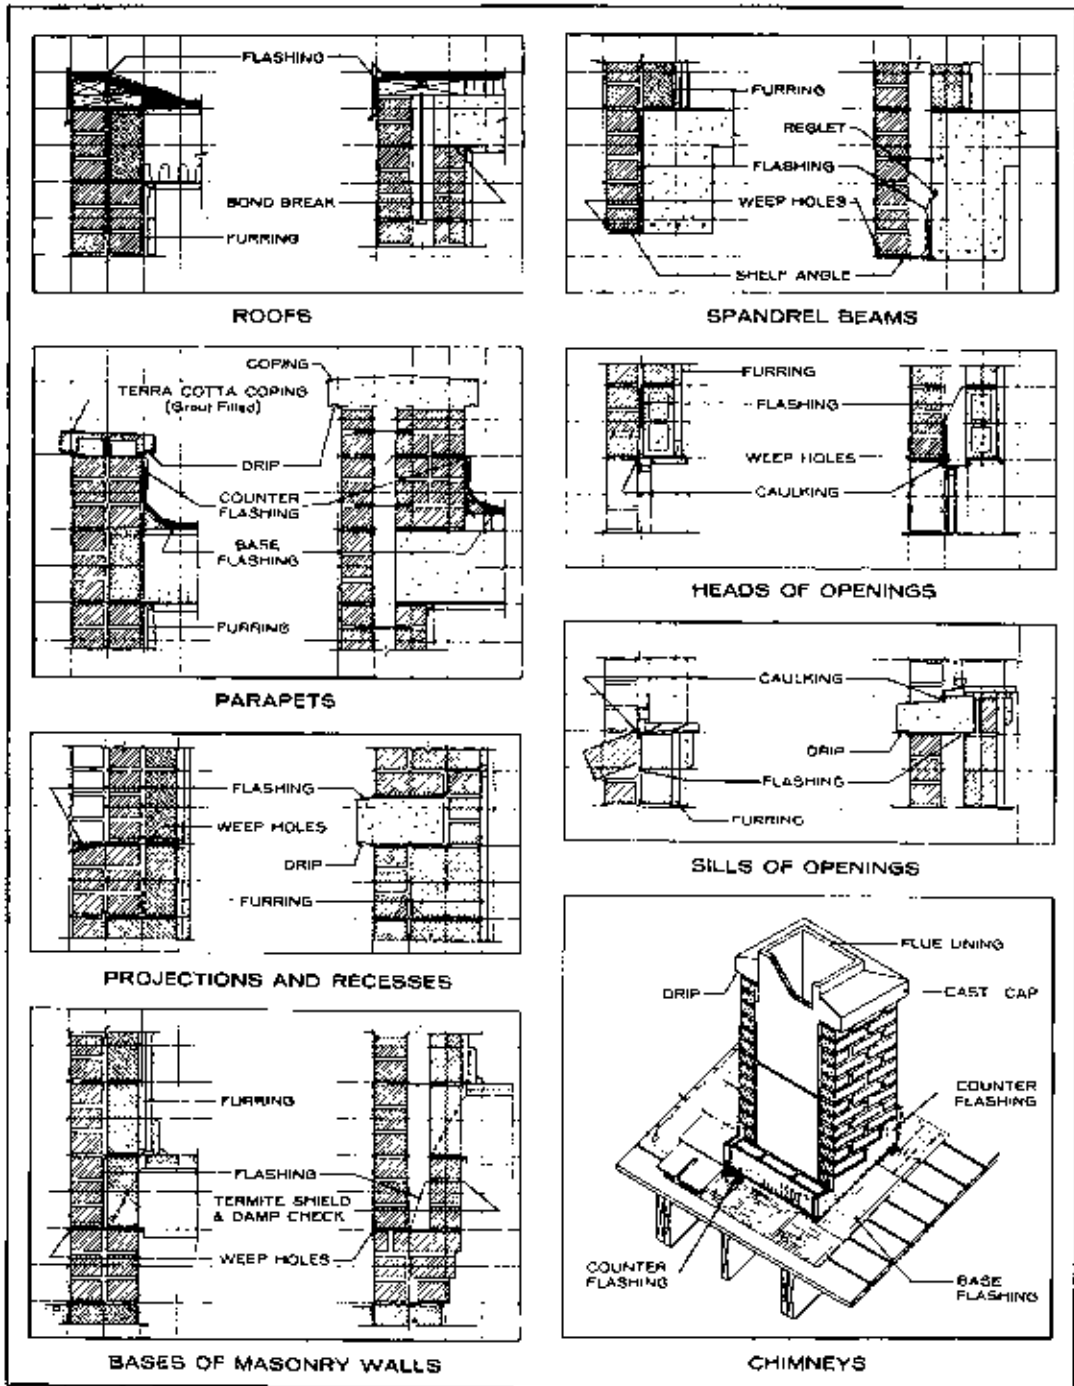 FLASHING
BOND BREAK
FURRING
ROOFS
FURRING
REGLET
FLASHING
WEEP HOLES
SHELF ANGLE
SPANDREL BEAMS
COPING
TERRA COTTA COPING
(Grout Filled)
DRIP
COUNTER
FLASHING
BASE
FLASHING
FURRING
PARAPETS
FURRING
FLASHING
WEEP HOLES
CAULKING
HEADS OF OPENINGS
CAULKING
DRIP
FLASHING
FURRING
SILLS OF OPENINGS
FLASHING
WEEP HOLES
DRIP
FURRING
PROJECTIONS AND RECESSES
FURRING
FLASHING
TERMITE SHIELD
& DAMP CHECK
WEEP HOLES
BASES OF MASONRY WALLS
FLUE LINING
DRIP
CAST CAP
COUNTER
FLASHING
COUNTER
FLASHING
BASE
FLASHING
CHIMNEYS